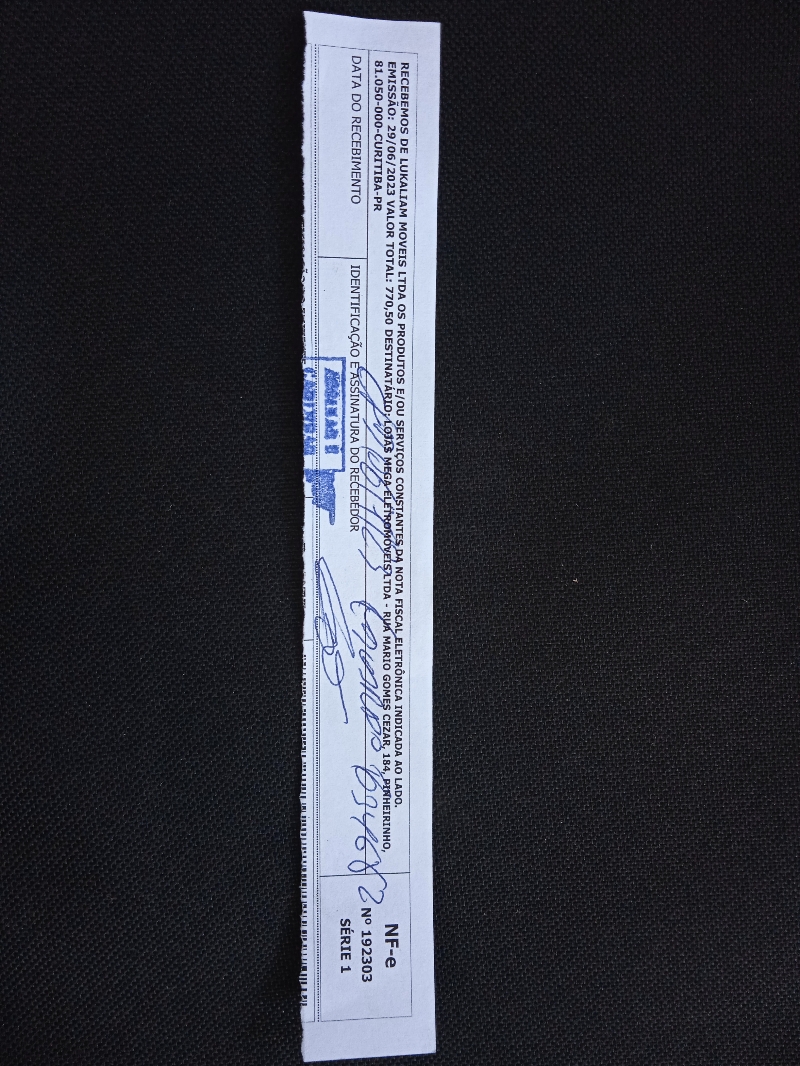 RECEBEMOS DE LUKALIAM MOVEIS LTDA OS PRODUTOS E/OU SERVIÇOS CONSTANTES DA NOTA FISCAL ELETRÔNICA INDICADA AO LADO.
EMISSÃO: 29/06/2023 VALOR TOTAL: 770,50 DESTINATÁRIO: LOJAS MEGA ELETROMÓVEIS LTDA - RUA MARIO GOMES CEZAR, 184, PINHEIRINHO,
81.050-000-CURITIBA-PR
DATA DO RECEBIMENTO
IDENTIFICAÇÃO E ASSINATURA DO RECEBEDOR
NF-e
Nº 192303
SÉRIE 1